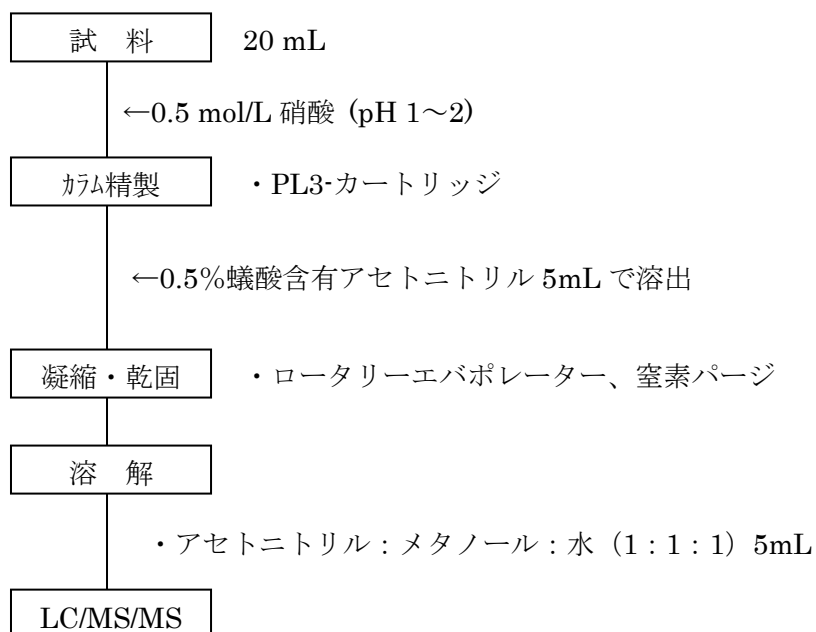 試 料 20 mL
←0.5 mol/L 硝酸 (pH 1～2)
ｶﾗﾑ精製 ・PL3-カートリッジ
←0.5%蟻酸含有アセトニトリル 5mL で溶出
凝縮・乾固 ・ロータリーエバポレーター、窒素パージ
溶 解
・アセトニトリル：メタノール：水（1：1：1）5mL
LC/MS/MS